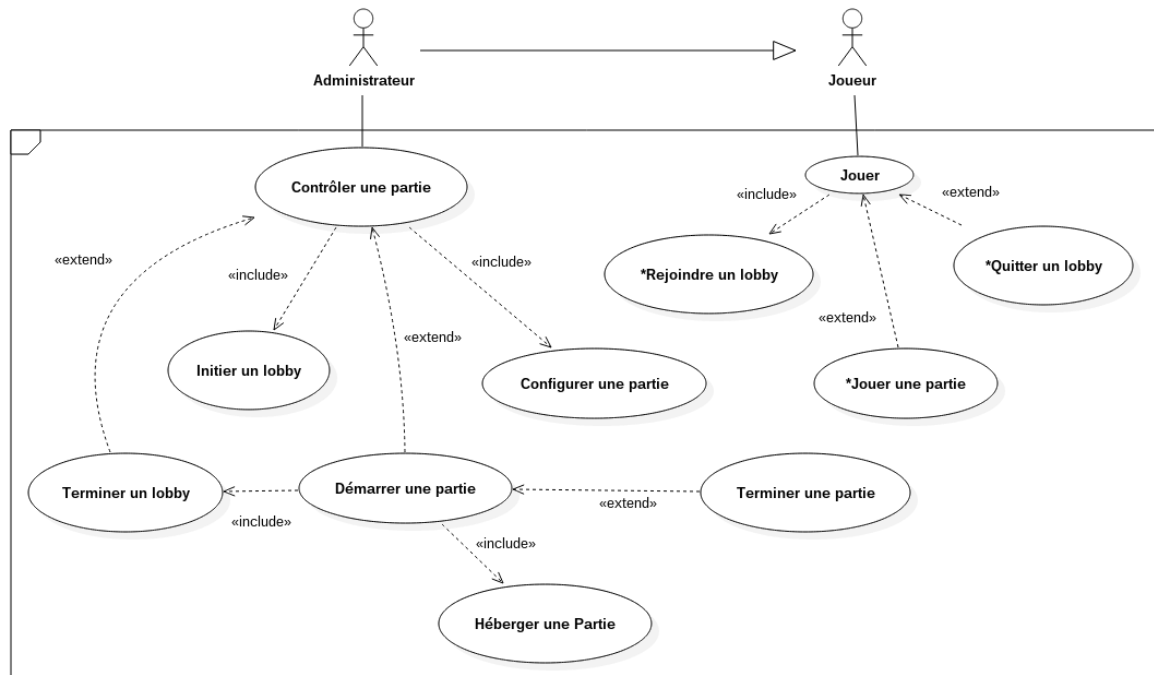 Administrateur
Joueur
Contrôler une partie
Jouer
«include»
«extend»
«extend»
«include»
«include»
*Rejoindre un lobby
*Quitter un lobby
«extend»
«extend»
Initier un lobby
Configurer une partie
*Jouer une partie
Terminer un lobby
Démarrer une partie
Terminer une partie
«include»
«extend»
«include»
Héberger une Partie